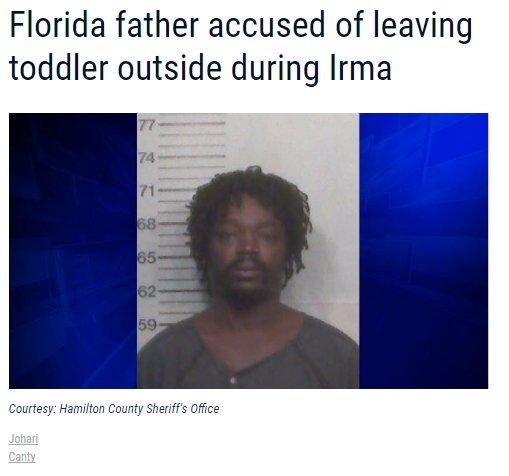 Florida father accused of leaving
toddler outside during Irma
77
74
71
68
65
62
59
Courtesy: Hamilton County Sheriff's Office
Johari
Canty